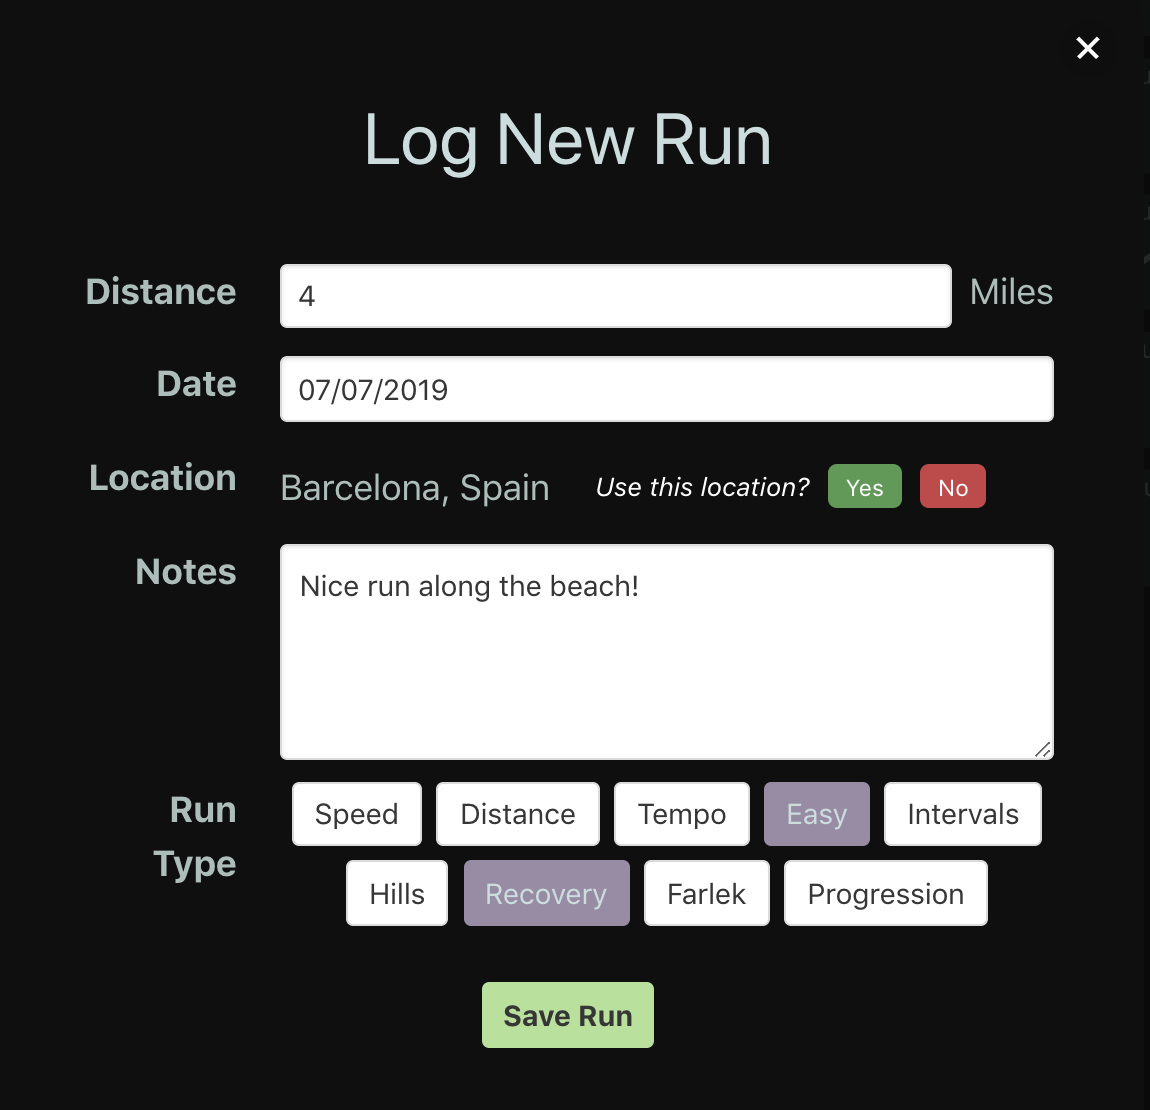 Log New Run
Distance 4 Miles
Date 07/07/2019
Location Barcelona, Spain Use this location? Yes No
Notes Nice run along the beach!
Run Type
Speed Distance Tempo Easy Intervals
Hills Recovery Farlek Progression
Save Run